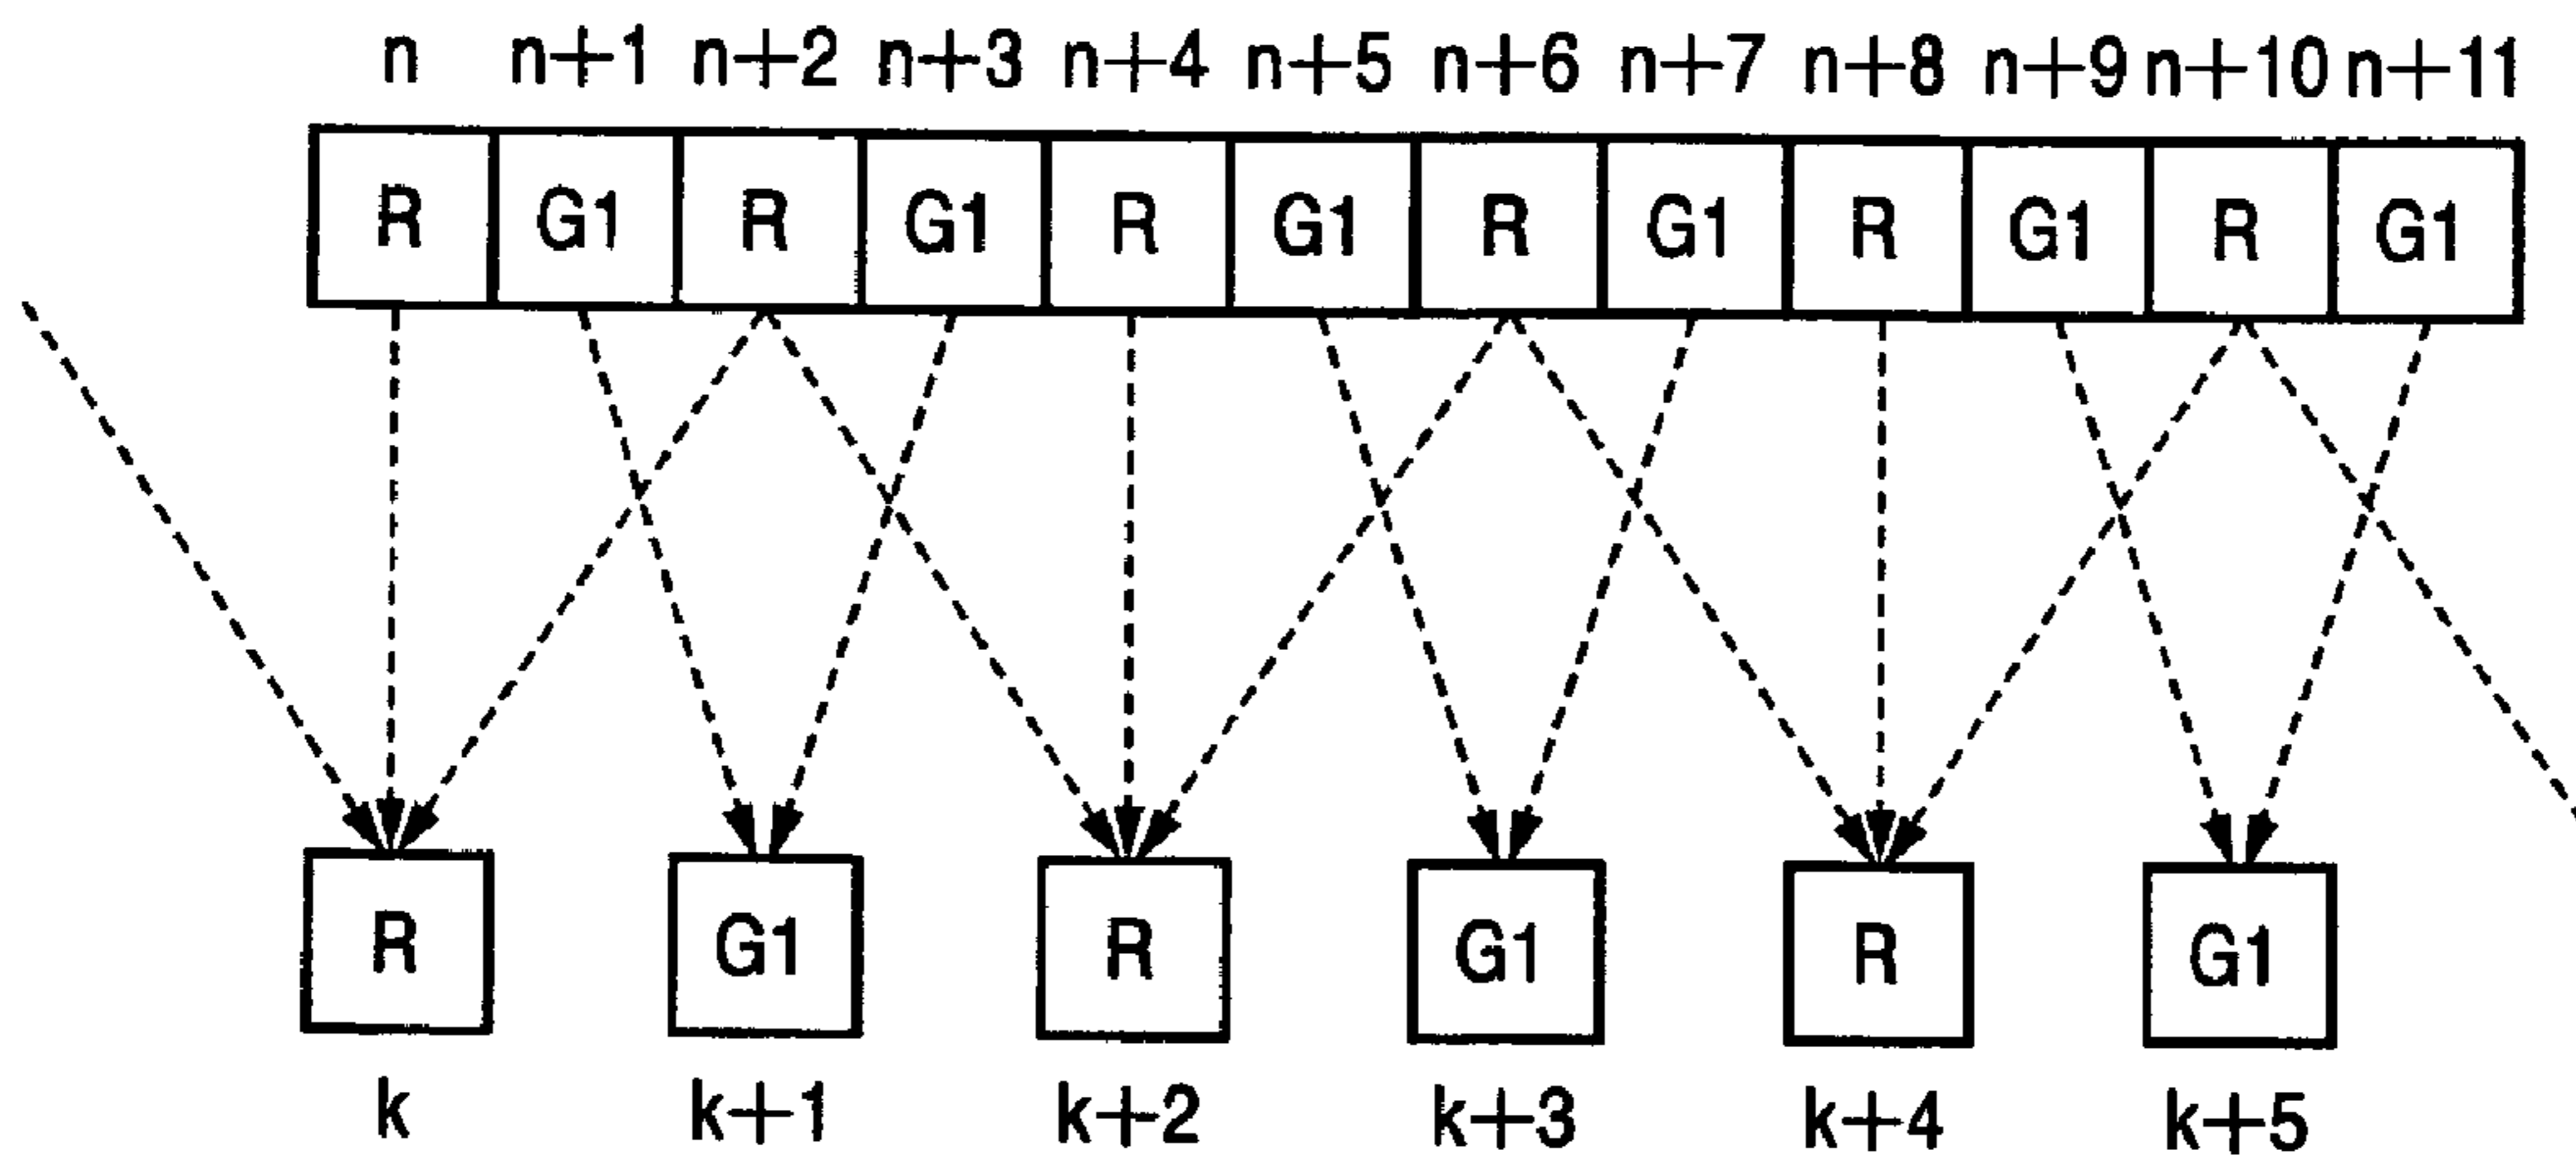 n n+1 n+2 n+3 n+4 n+5 n+6 n+7 n+8 n+9 n+10 n+11
R G1 R G1 R G1 R G1 R G1 R G1
R G1 R G1 R G1
k k+1 k+2 k+3 k+4 k+5